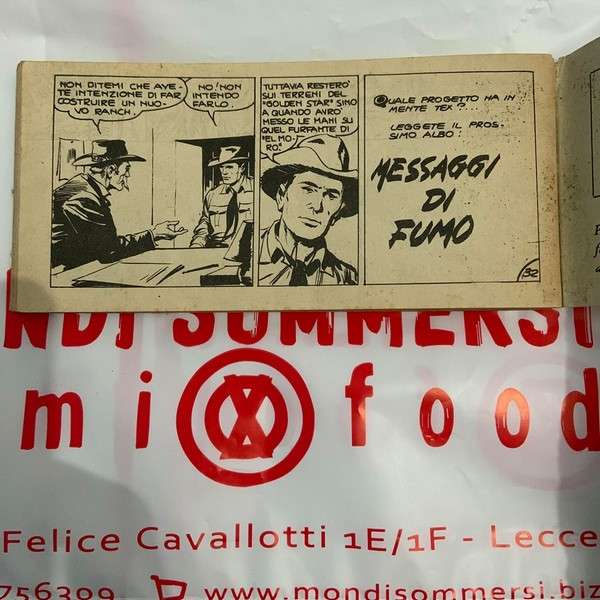 NON DITEMI CHE AVE-
TE INTENZIONE DI FAR
COSTRUIRE UN NUO-
VO RANCH.
NO! NON
INTENDO
FARLO.
TUTTAVIA RESTERÒ
SUI TERRENI DEL
"GOLDEN STAR" SINO
A QUANDO AVRÒ
MESSO LE MANI SU
QUEL FURFANTE DI
"EL MO-
RO".
QUALE PROGETTO HA IN
MENTE TEX?...
LEGGETE IL PROS-
SIMO ALBO:
MESSAGGI
DI
FUMO
32
NDI SOMMERSI
mi food
Felice Cavallotti 1E/1F - Lecce
756399 www.mondisommersi.biz